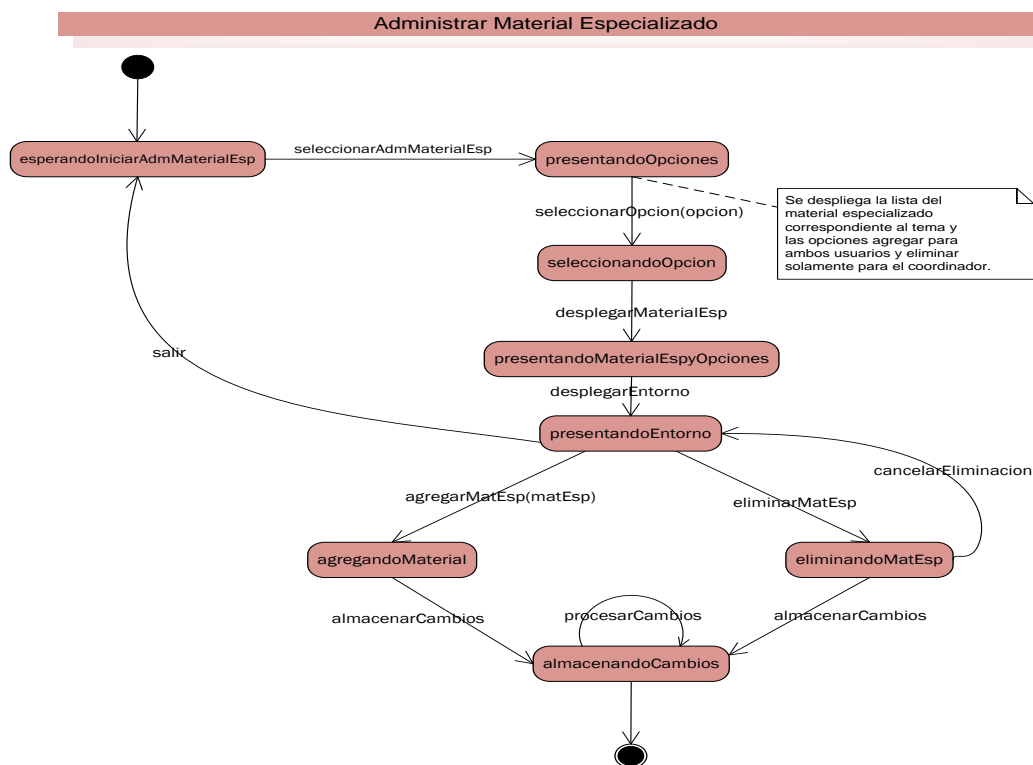 Administrar Material Especializado
esperandoIniciarAdmMaterialEsp
seleccionarAdmMaterialEsp
presentandoOpciones
seleccionarOpcion(opcion)
Se despliega la lista del
material especializado
correspondiente al tema y
las opciones agregar para
ambos usuarios y eliminar
solamente para el coordinador.
seleccionandoOpcion
desplegarMaterialEsp
salir
presentandoMaterialEspyOpciones
desplegarEntorno
presentandoEntorno
cancelarEliminacion
agregarMatEsp(matEsp)
eliminarMatEsp
agregandoMaterial
eliminandoMatEsp
almacenarCambios
procesarCambios
almacenarCambios
almacenandoCambios